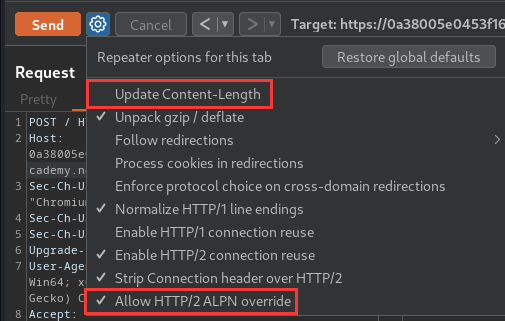 Send
Cancel
< >
Target: https://0a38005e0453f16
Repeater options for this tab
Restore global defaults
Request
Pretty
Update Content-Length
✓ Unpack gzip / deflate
Follow redirections
Process cookies in redirections
Enforce protocol choice on cross-domain redirections
✓ Normalize HTTP/1 line endings
Enable HTTP/1 connection reuse
✓ Enable HTTP/2 connection reuse
✓ Strip Connection header over HTTP/2
✓ Allow HTTP/2 ALPN override
1 POST / H
2 Host:
0a38005e
cademy.n
3 Sec-Ch-U
"Chromiu
4 Sec-Ch-U
5 Sec-Ch-U
6 Upgrade-
7 User-Age
Win64; x
Gecko) C
8 Accept: